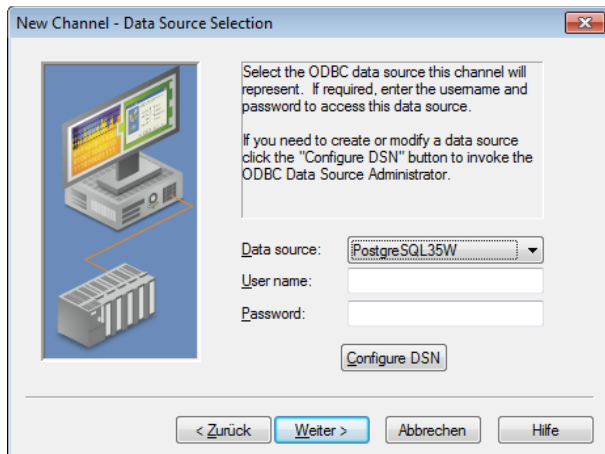 New Channel - Data Source Selection
Select the ODBC data source this channel will
represent. If required, enter the username and
password to access this data source.
If you need to create or modify a data source
click the "Configure DSN" button to invoke the
ODBC Data Source Administrator.
Data source: PostgreSQL35W
User name:
Password:
Configure DSN
< Zurück Weiter > Abbrechen Hilfe